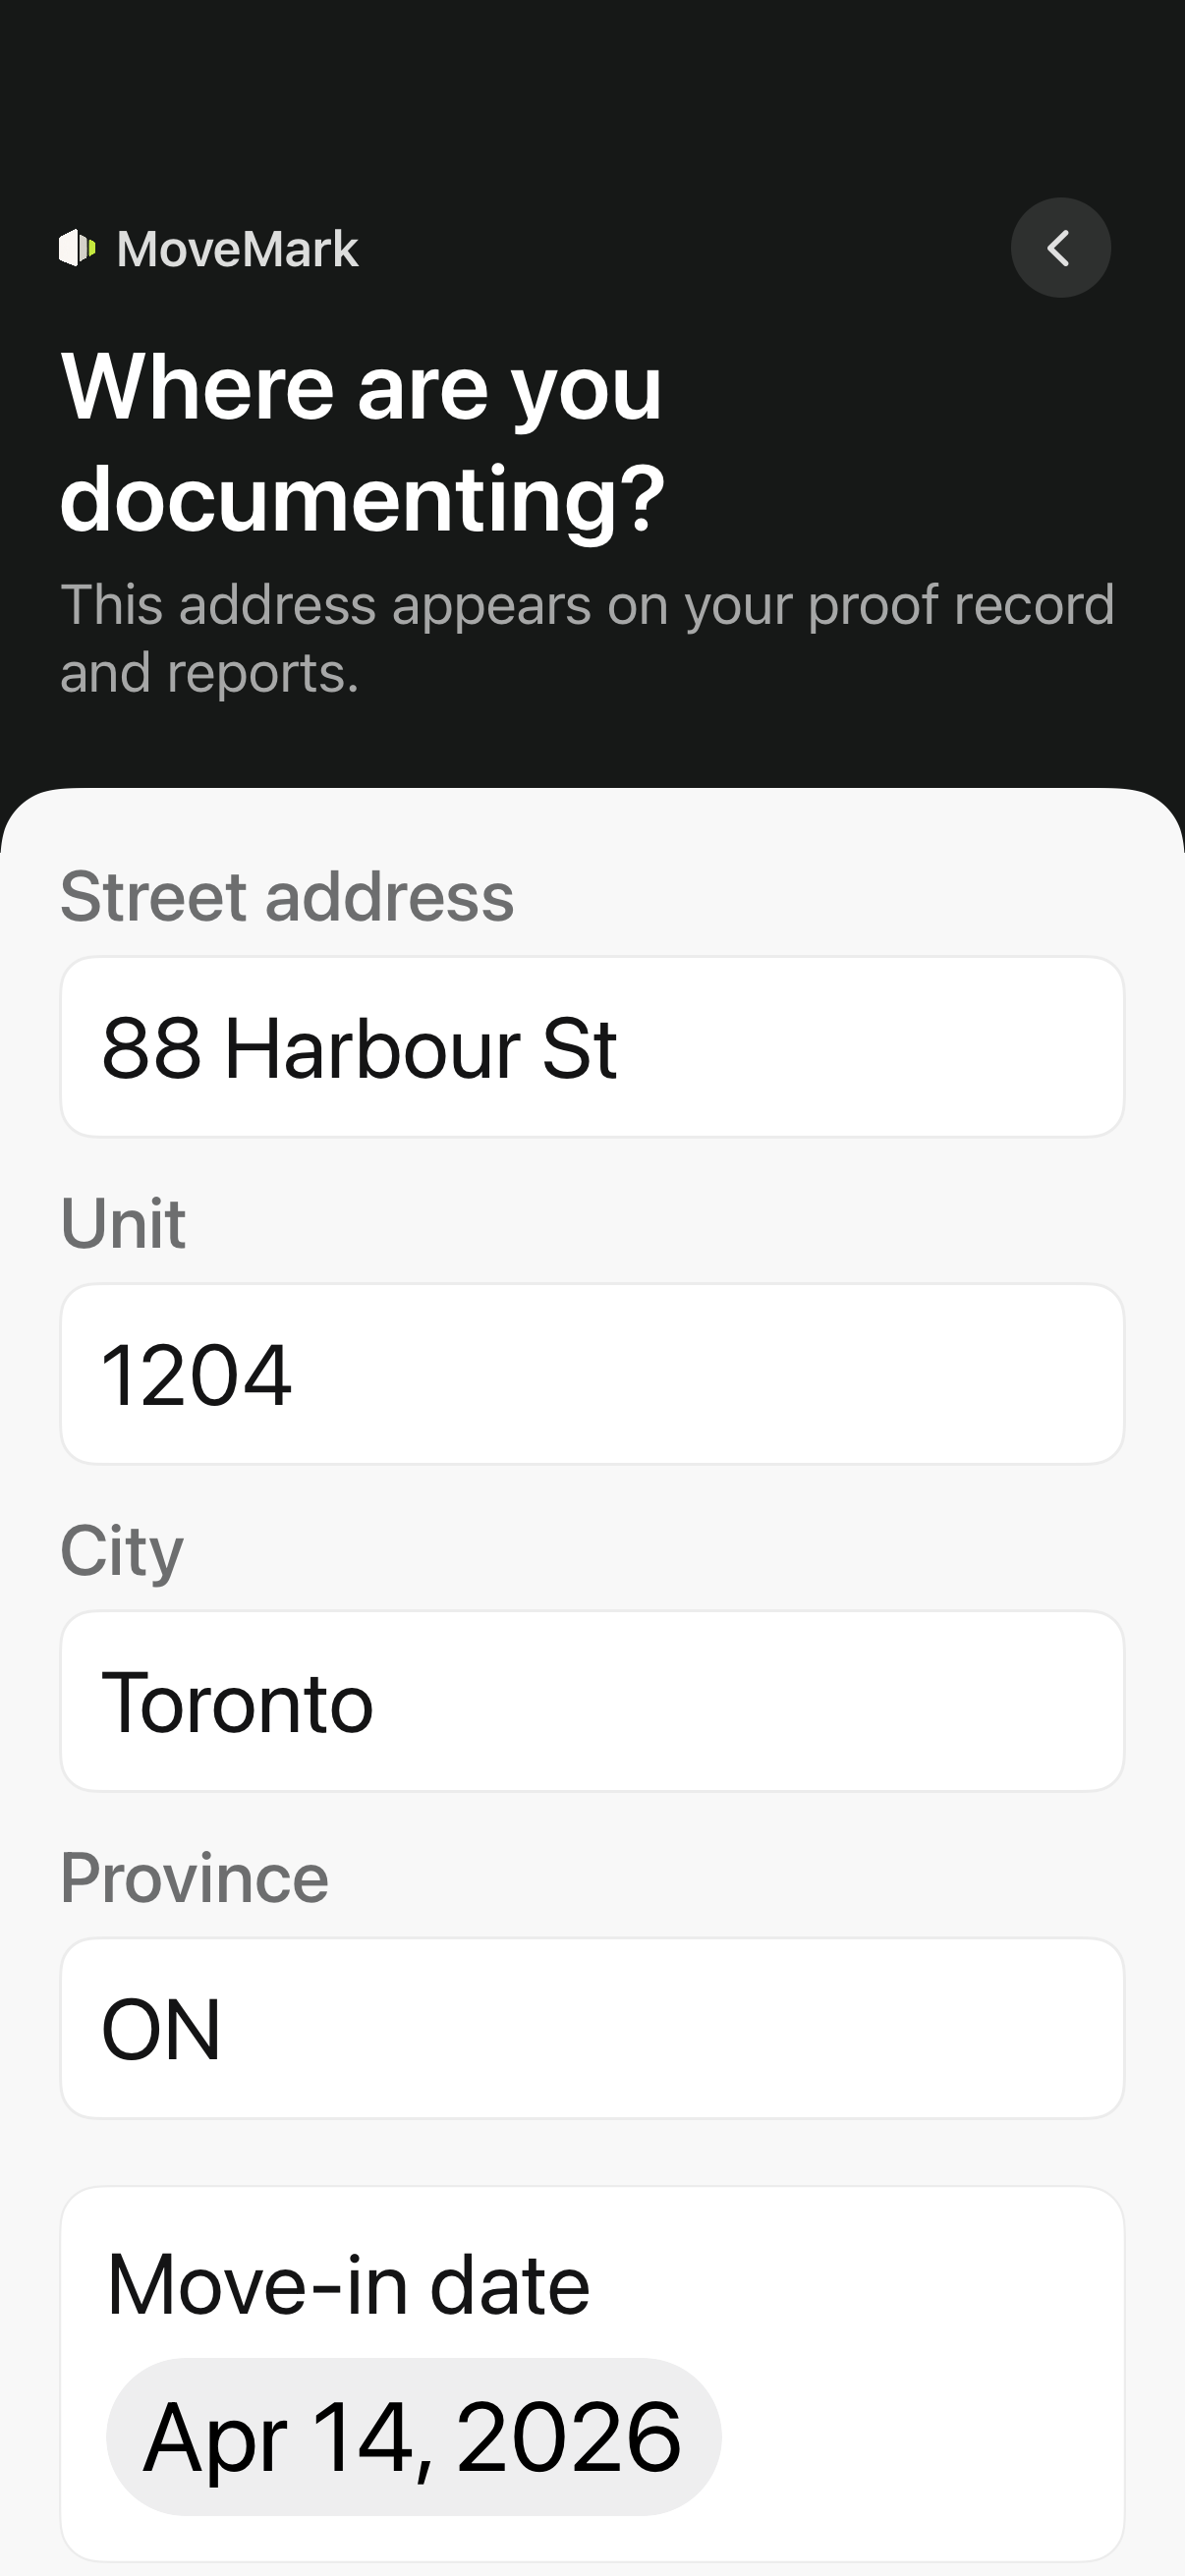 MoveMark
Where are you
documenting?
This address appears on your proof record
and reports.
Street address
88 Harbour St
Unit
1204
City
Toronto
Province
ON
Move-in date
Apr 14, 2026